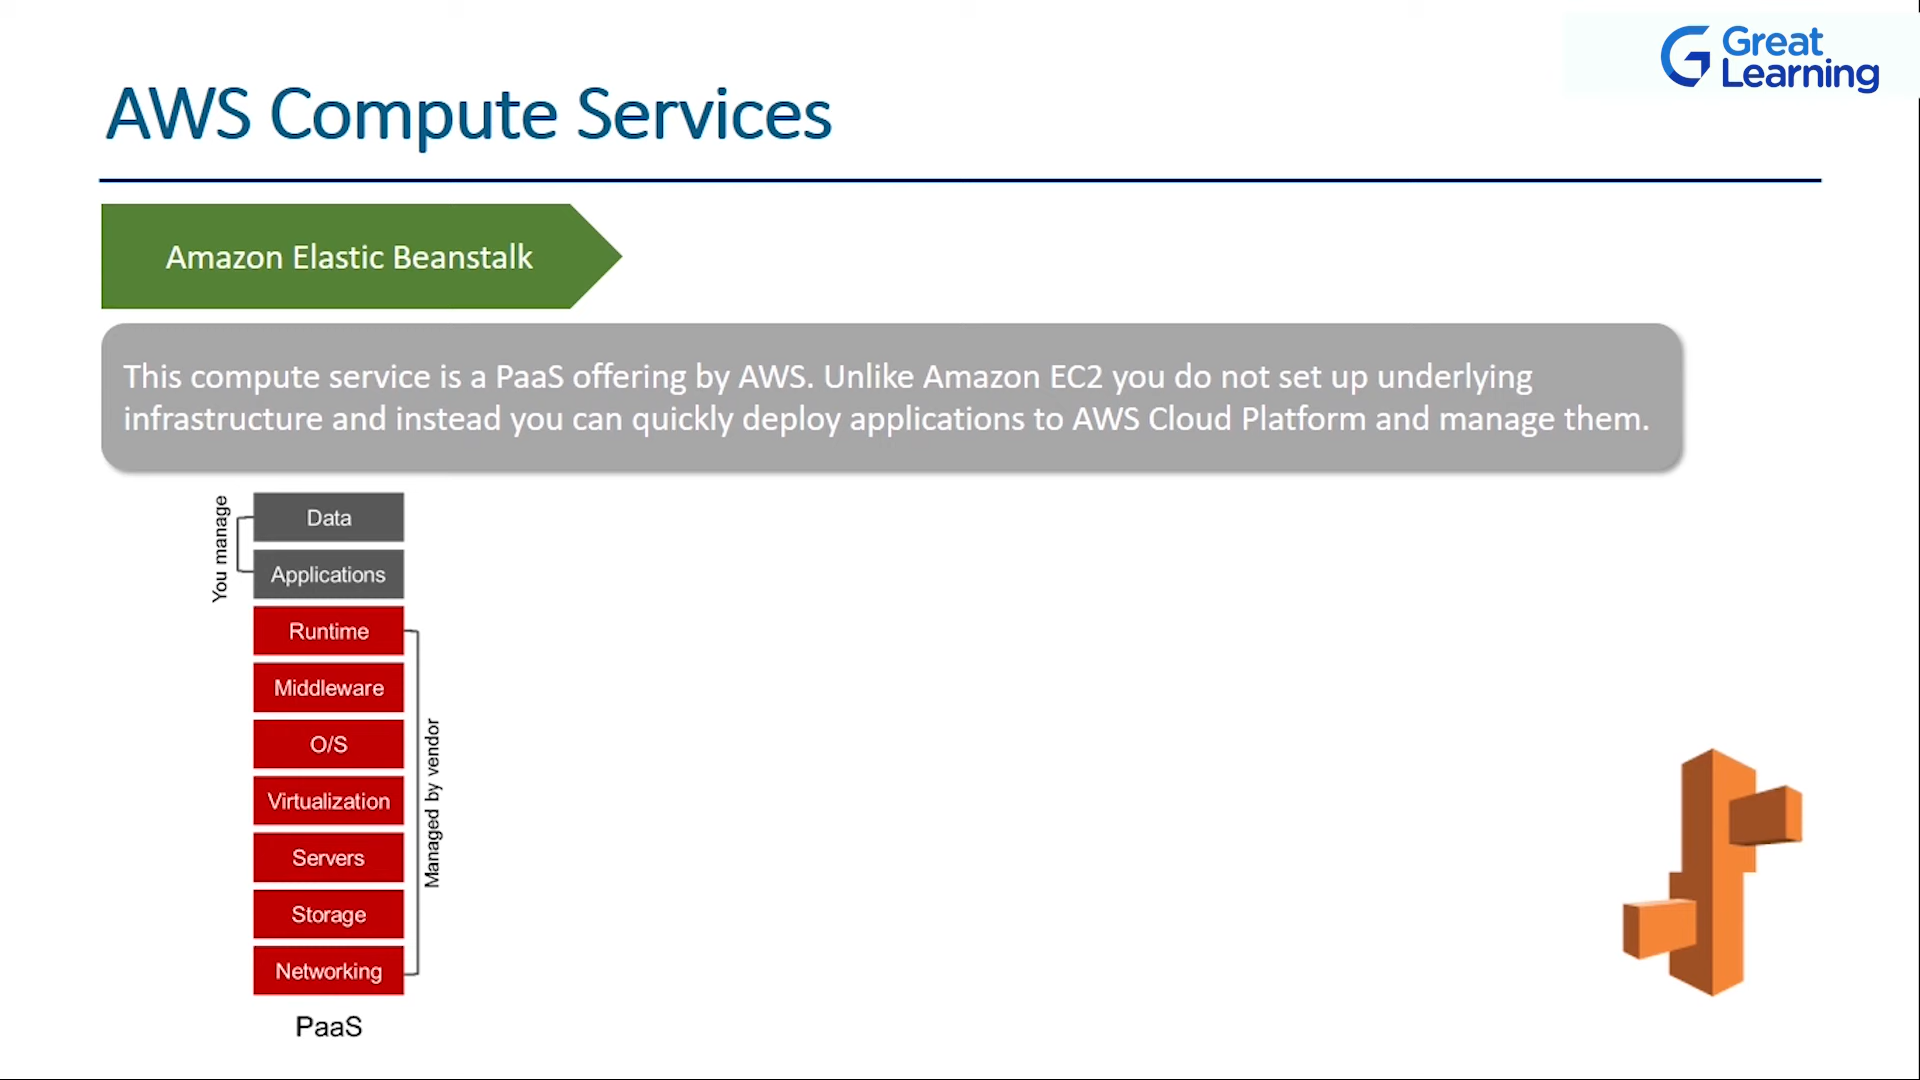 Great
Learning
AWS Compute Services
Amazon Elastic Beanstalk
This compute service is a PaaS offering by AWS. Unlike Amazon EC2 you do not set up underlying
infrastructure and instead you can quickly deploy applications to AWS Cloud Platform and manage them.
You manage
Data
Applications
Runtime
Middleware
O/S
Virtualization
Servers
Storage
Networking
Managed by vendor
PaaS